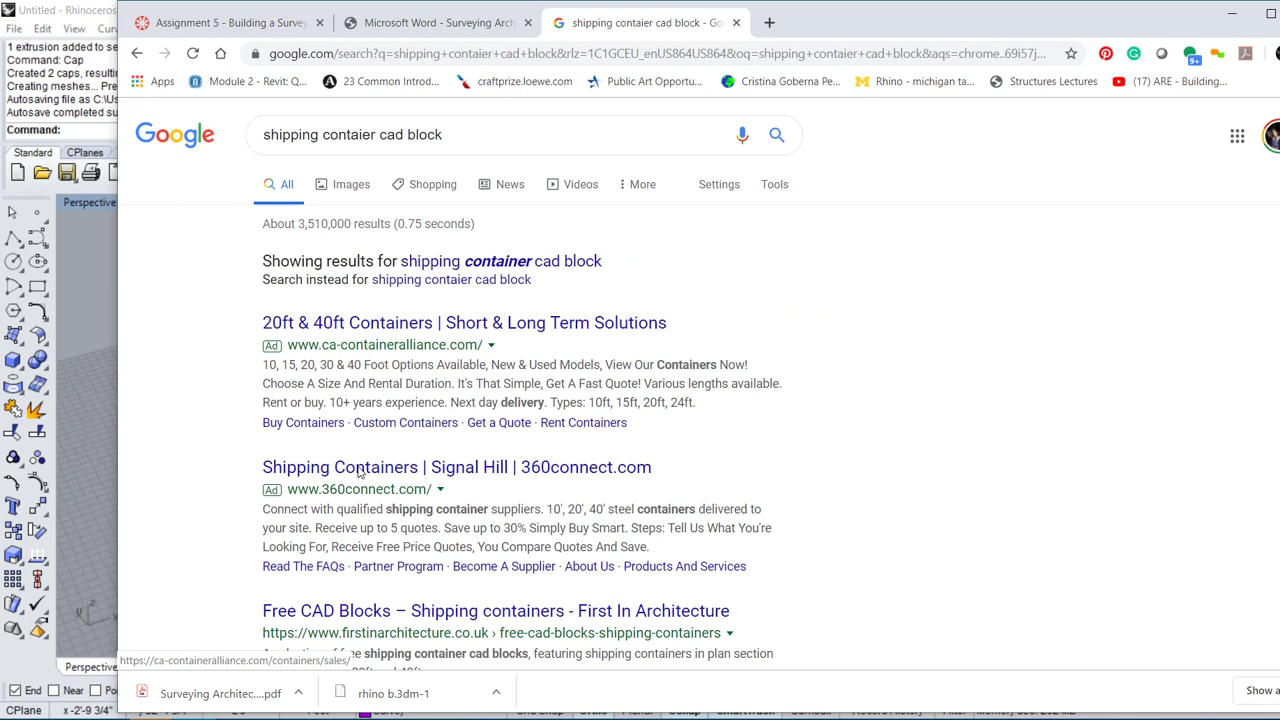 Untitled - Rhinoceros
File Edit View
1 extrusion added to se
Command: Cap
Created 2 caps, resultin
Creating meshes... Pres
Autosaving file as C:\Us
Autosave completed su
Command:
Standard CPlanes
Perspective
Assignment 5 - Building a Survey
Microsoft Word - Surveying Arch
shipping contaier cad block - Go
google.com/search?q=shipping+contaier+cad+block&rlz=1C1GCEU_enUS864US864&oq=shipping+contaier+cad+block&aqs=chrome..69i57j...
9+
Apps Module 2 - Revit: Q... 23 Common Introd... craftprize.loewe.com Public Art Opportu... Cristina Goberna Pe... Rhino - michigan ta... Structures Lectures (17) ARE - Building...
Google
shipping contaier cad block
All Images Shopping News Videos More Settings Tools
About 3,510,000 results (0.75 seconds)
Showing results for shipping container cad block
Search instead for shipping contaier cad block
20ft & 40ft Containers | Short & Long Term Solutions
Ad www.ca-containeralliance.com/
10, 15, 20, 30 & 40 Foot Options Available, New & Used Models, View Our Containers Now!
Choose A Size And Rental Duration. It's That Simple, Get A Fast Quote! Various lengths available.
Rent or buy. 10+ years experience. Next day delivery. Types: 10ft, 15ft, 20ft, 24ft.
Buy Containers · Custom Containers · Get a Quote · Rent Containers
Shipping Containers | Signal Hill | 360connect.com
Ad www.360connect.com/
Connect with qualified shipping container suppliers. 10', 20', 40' steel containers delivered to
your site. Receive up to 5 quotes. Save up to 30% Simply Buy Smart. Steps: Tell Us What You're
Looking For, Receive Free Price Quotes, You Compare Quotes And Save.
Read The FAQs · Partner Program · Become A Supplier · About Us · Products And Services
Free CAD Blocks – Shipping containers - First In Architecture
https://www.firstinarchitecture.co.uk › free-cad-blocks-shipping-containers
shipping container cad blocks, featuring shipping containers in plan section
https://ca-containeralliance.com/containers/sales/
z y x
Perspective
Surveying Architec....pdf
rhino b.3dm-1
Show a
End Near Po
CPlane x -2'-9 3/4"